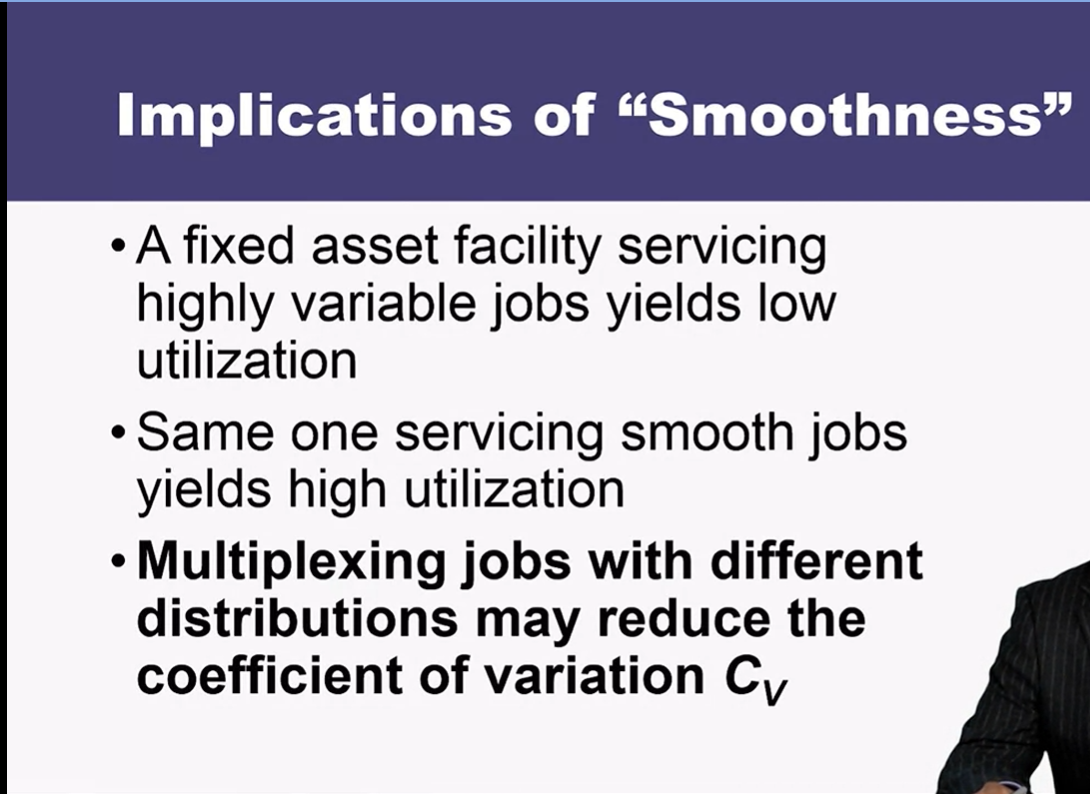 Implications of “Smoothness”
• A fixed asset facility servicing
highly variable jobs yields low
utilization
• Same one servicing smooth jobs
yields high utilization
• Multiplexing jobs with different
distributions may reduce the
coefficient of variation CV